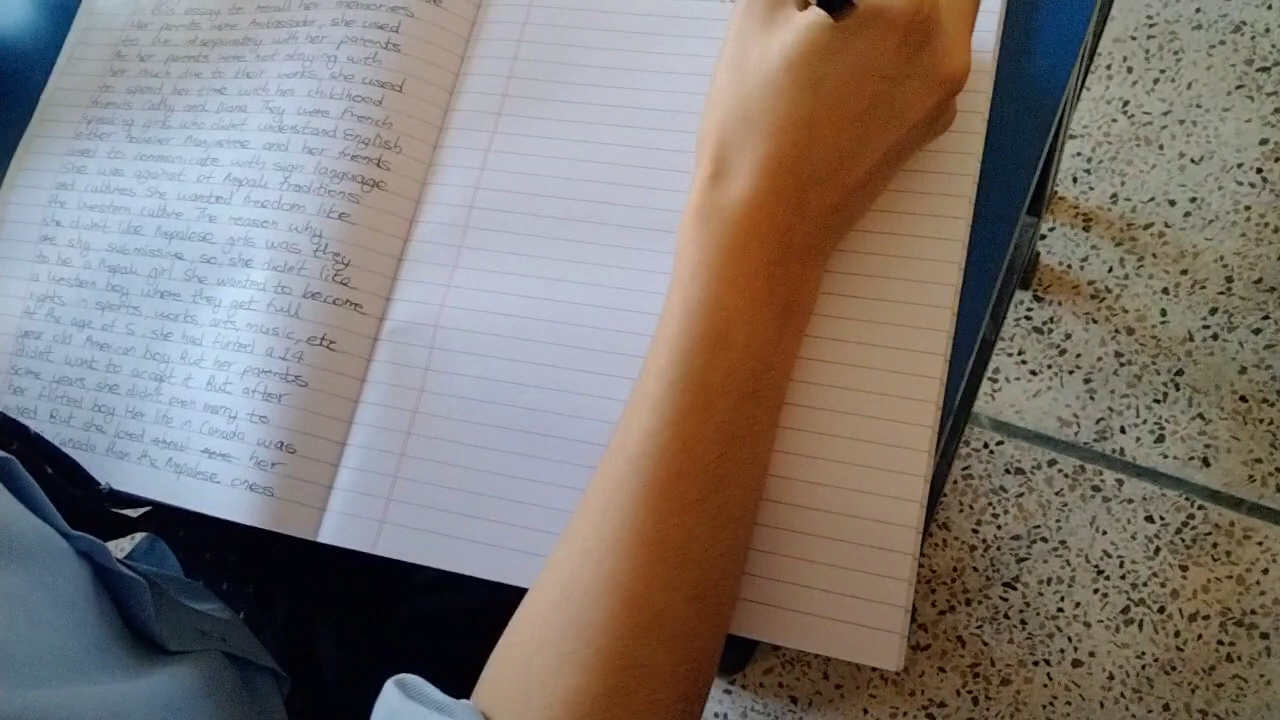 this essay to recall her memories
Her parents were Ambassador, she used
to live separately with her parents
As her parents were not staying with
her much due to their works, she used
to spend her time with her childhood
friends Cathy and Diana They were French
speaking girls who didn't understand English
either however Manjushree and her friends
used to communicate with sign language
She was against of Nepali traditions
and cultures She wanted freedom like
the western culture The reason why
she didn't like Nepalese girls was they
are shy, submissive, so, she didn't like
to be a Nepali girl She wanted to become
a western boy where they get full
rights in sports, works, arts, music, etc
At the age of 5, she had flirted a 14
year old American boy But her parents
didn't want to accept it But after
some years she didn't even marry to
her flirted boy Her life in Canada was
But she loved her
Canada than the Nepalese ones